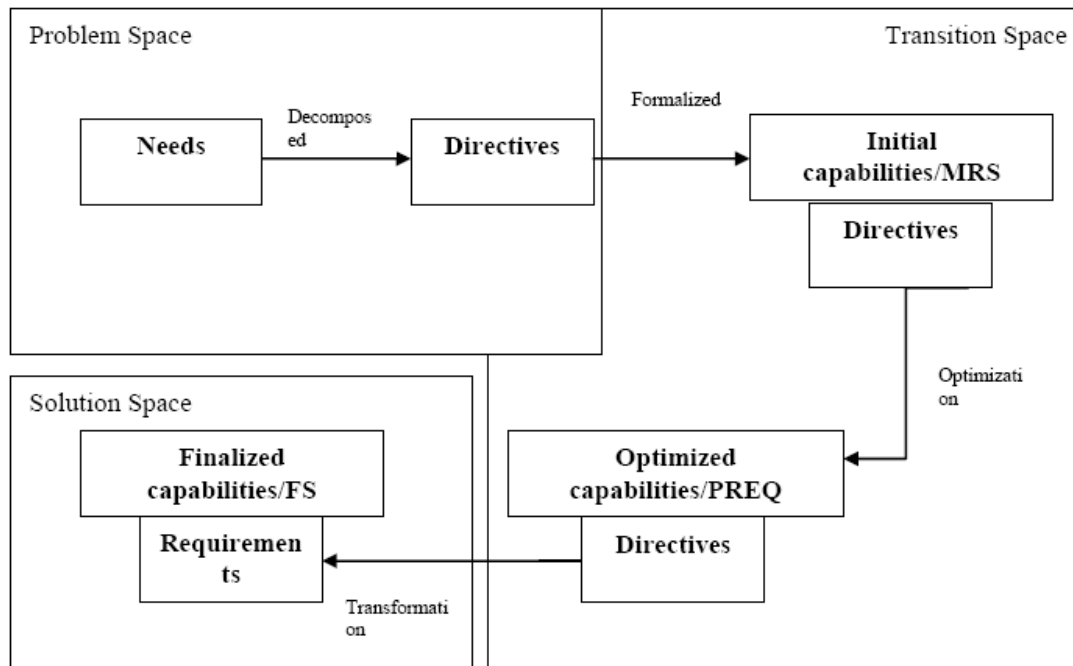 Problem Space
Transition Space
Decompos
ed
Formalized
Needs
Directives
Initial
capabilities/MRS
Directives
Optimizati
on
Solution Space
Finalized
capabilities/FS
Optimized
capabilities/PREQ
Requiremen
ts
Directives
Transformati
on